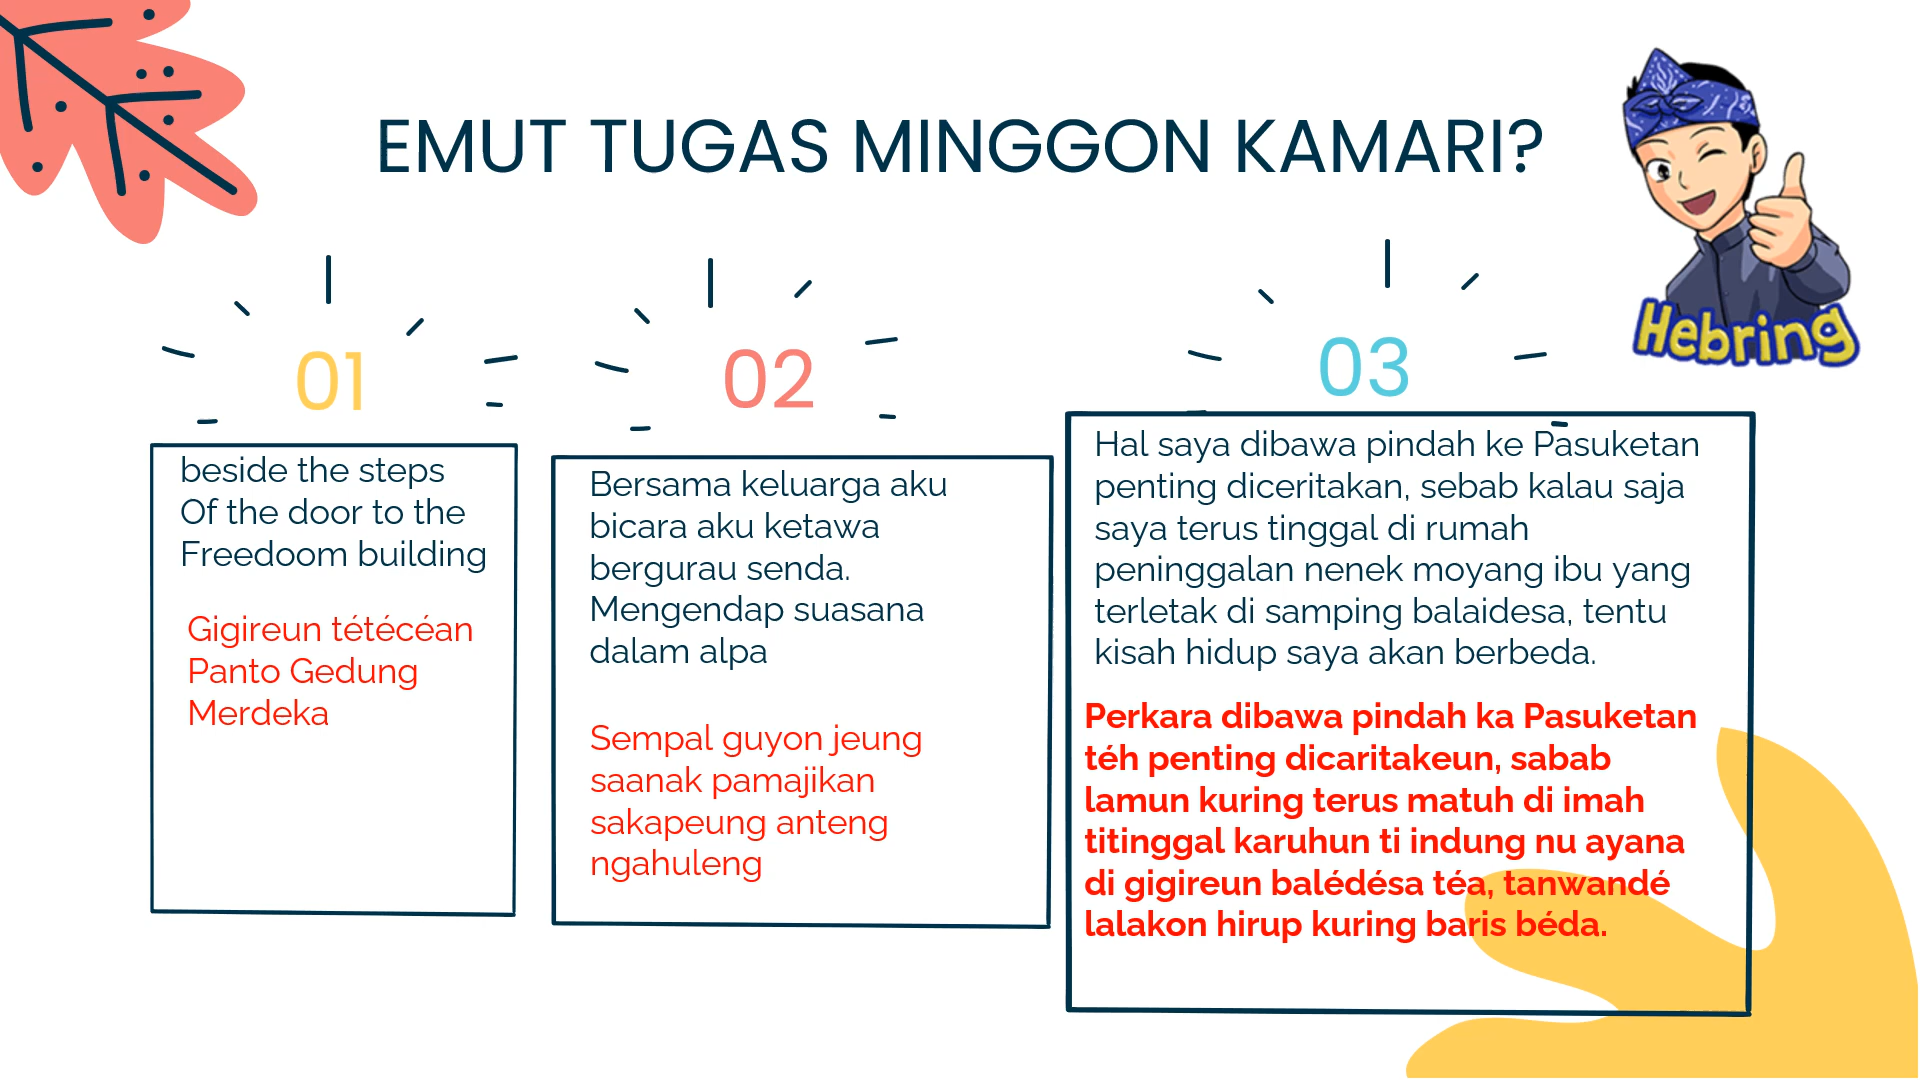 EMUT TUGAS MINGGON KAMARI?
Hebring
01
beside the steps
Of the door to the
Freedoom building
Gigireun tétécéan
Panto Gedung
Merdeka
02
Bersama keluarga aku
bicara aku ketawa
bergurau senda.
Mengendap suasana
dalam alpa
Sempal guyon jeung
saanak pamajikan
sakapeung anteng
ngahuleng
03
Hal saya dibawa pindah ke Pasuketan
penting diceritakan, sebab kalau saja
saya terus tinggal di rumah
peninggalan nenek moyang ibu yang
terletak di samping balaidesa, tentu
kisah hidup saya akan berbeda.
Perkara dibawa pindah ka Pasuketan
téh penting dicaritakeun, sabab
lamun kuring terus matuh di imah
titinggal karuhun ti indung nu ayana
di gigireun balédésa téa, tanwandé
lalakon hirup kuring baris béda.